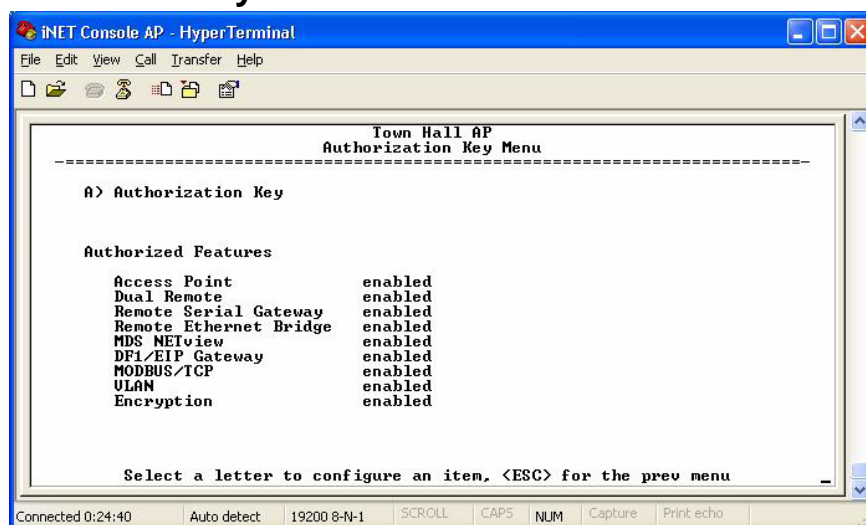 iNET Console AP - HyperTerminal
File Edit View Call Transfer Help
Town Hall AP
Authorization Key Menu
-==============================================================================-
A) Authorization Key
Authorized Features
Access Point enabled
Dual Remote enabled
Remote Serial Gateway enabled
Remote Ethernet Bridge enabled
MDS NETview enabled
DF1/EIP Gateway enabled
MODBUS/TCP enabled
VLAN enabled
Encryption enabled
Select a letter to configure an item, <ESC> for the prev menu
Connected 0:24:40 Auto detect 19200 8-N-1 SCROLL CAPS NUM Capture Print echo